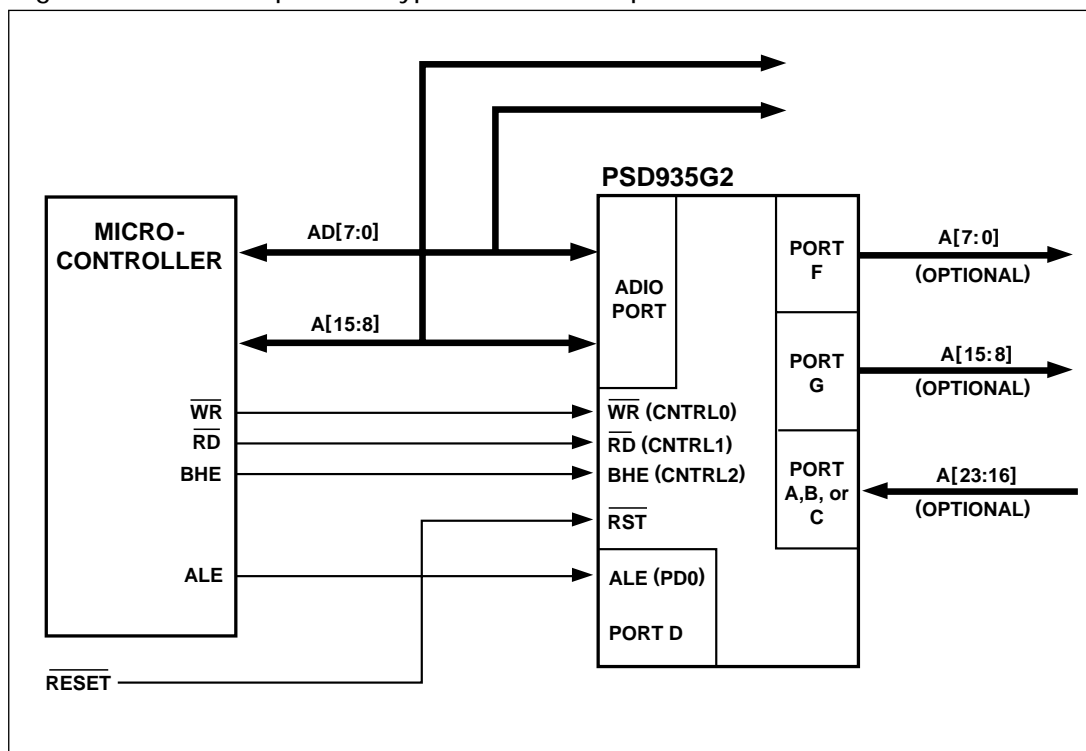 PSD935G2
MICRO-
CONTROLLER
AD[7:0]
A[15:8]
WR
RD
BHE
ALE
RESET
ADIO
PORT
WR (CNTRL0)
RD (CNTRL1)
BHE (CNTRL2)
RST
ALE (PD0)
PORT D
PORT
F
PORT
G
PORT
A,B, or
C
A[7:0]
(OPTIONAL)
A[15:8]
(OPTIONAL)
A[23:16]
(OPTIONAL)